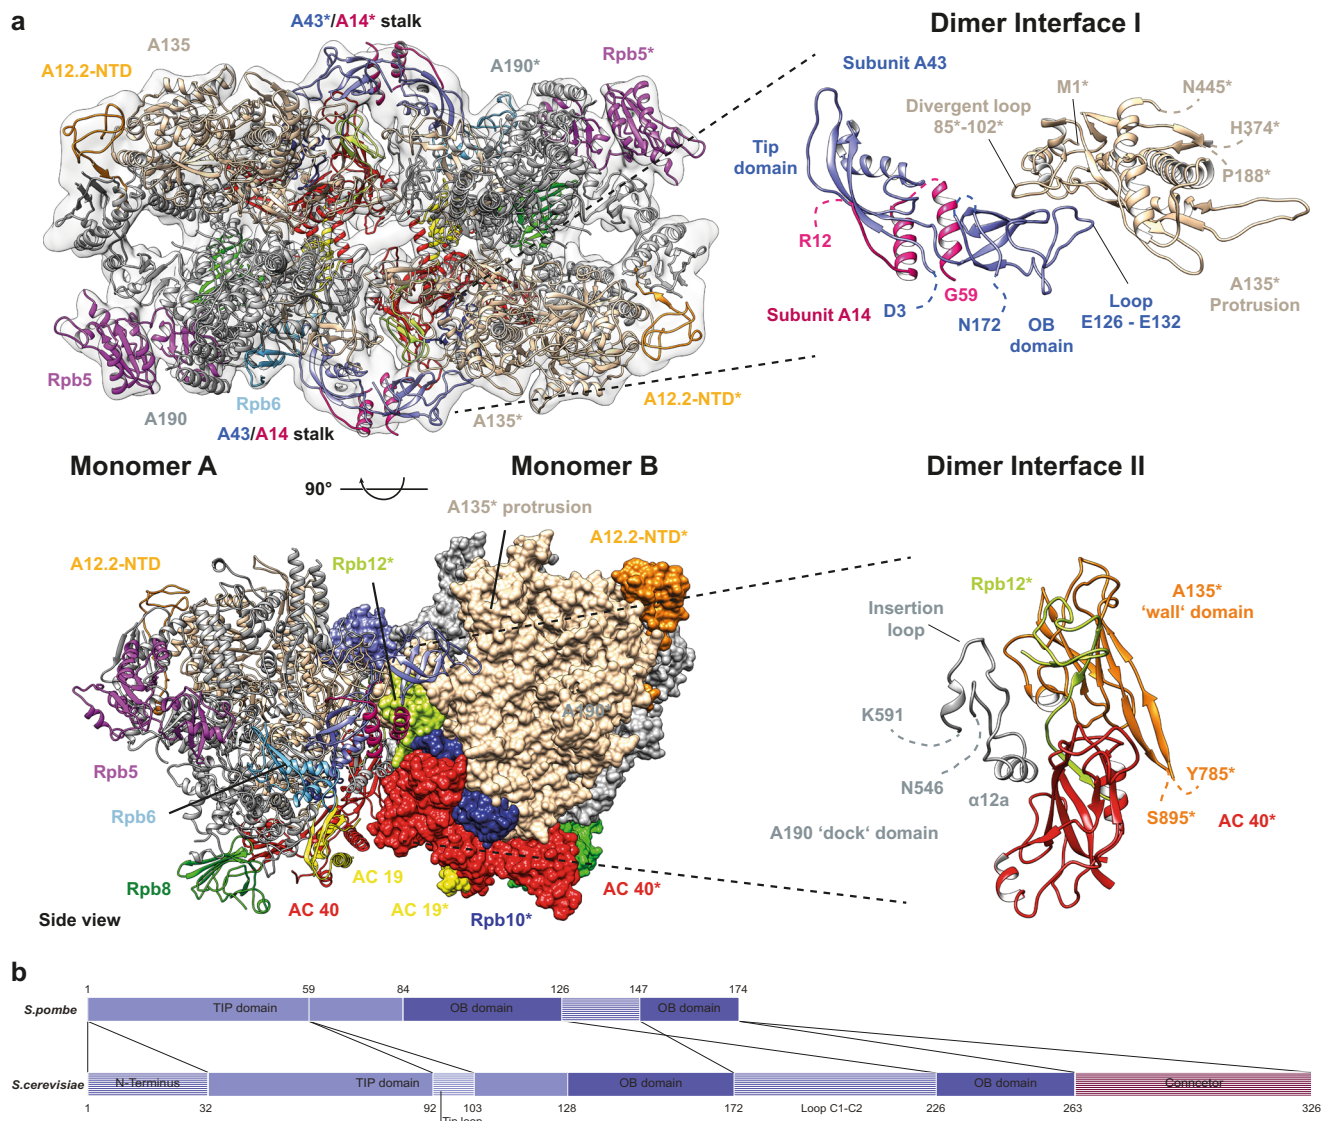 a
A43*/A14* stalk
Dimer Interface I
A135
A12.2-NTD
A190*
Rpb5*
Subunit A43
M1*
N445*
Divergent loop
85*-102*
H374*
Tip
domain
P188*
R12
A135*
Protrusion
G59
Subunit A14
D3
N172
OB
domain
Loop
E126 - E132
Rpb5
A190
Rpb6
A43/A14 stalk
A135*
A12.2-NTD*
Monomer A
90°
Monomer B
Dimer Interface II
A135* protrusion
A12.2-NTD
Rpb12*
A12.2-NTD*
Rpb12*
A135*
'wall' domain
Insertion
loop
A190*
K591
N546
α12a
Y785*
S895*
AC 40*
A190 'dock' domain
Rpb5
Rpb6
Rpb8
AC 19
AC 40
AC 19*
Rpb10*
AC 40*
Side view
b
1 59 84 126 147 174
S.pombe TIP domain OB domain OB domain
S.cerevisiae N-Terminus TIP domain OB domain OB domain Conncetor
1 32 92 103 128 172 Loop C1-C2 226 263 326
Tip loop